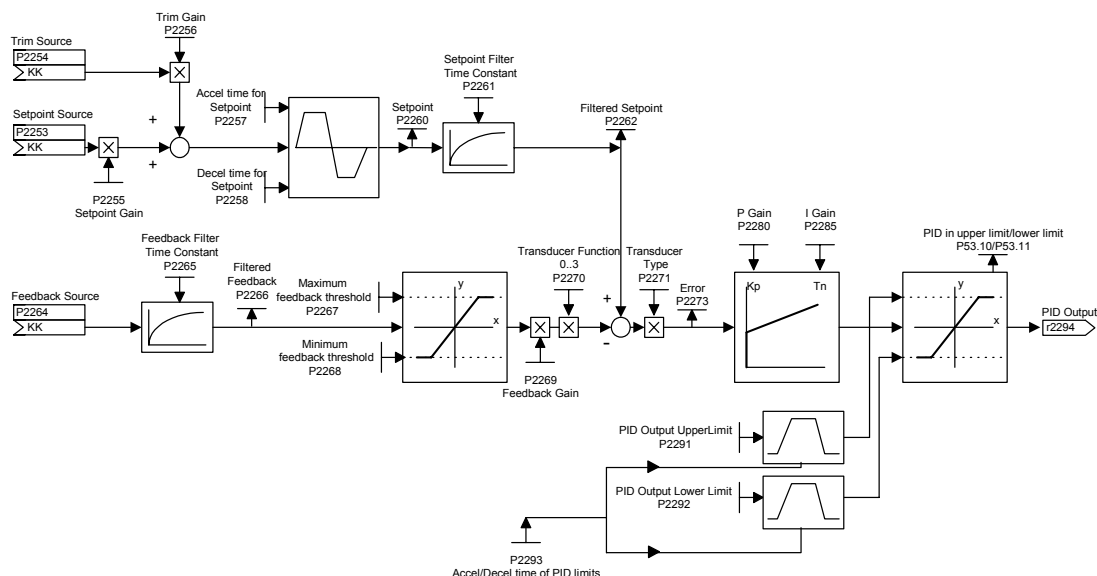 Trim Gain
P2256
Trim Source
P2254
KK
Setpoint Source
P2253
KK
+
+
P2255
Setpoint Gain
Accel time for
Setpoint
P2257
Decel time for
Setpoint
P2258
Setpoint
P2260
Setpoint Filter
Time Constant
P2261
Filtered Setpoint
P2262
Feedback Filter
Time Constant
P2265
Feedback Source
P2264
KK
Filtered
Feedback
P2266
Maximum
feedback threshold
P2267
Minimum
feedback threshold
P2268
y
x
P2269
Feedback Gain
Transducer Function
0..3
P2270
+
-
Transducer
Type
P2271
Error
P2273
P Gain
P2280
I Gain
P2285
Kp
Tn
PID in upper limit/lower limit
P53.10/P53.11
y
x
PID Output
r2294
PID Output UpperLimit
P2291
PID Output Lower Limit
P2292
P2293
Accel/Decel time of PID limits